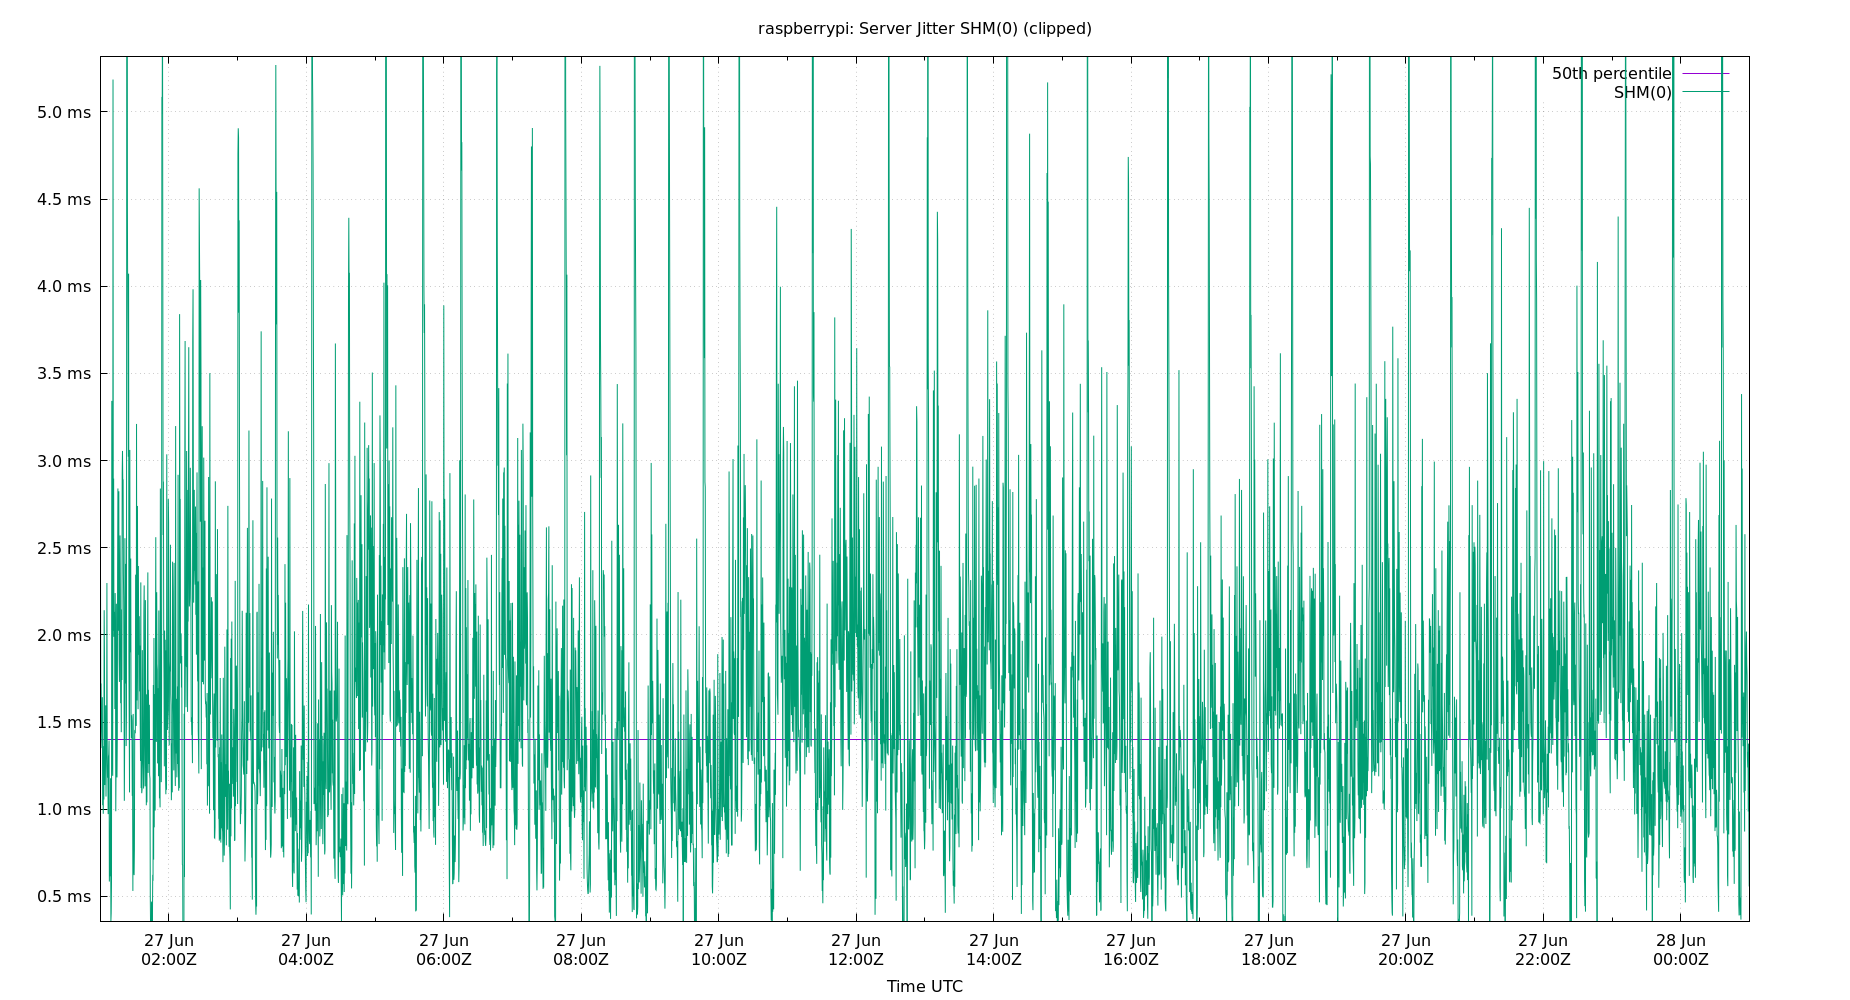 raspberrypi: Server Jitter SHM(0) (clipped)
50th percentile
SHM(0)
5.0 ms
4.5 ms
4.0 ms
3.5 ms
3.0 ms
2.5 ms
2.0 ms
1.5 ms
1.0 ms
0.5 ms
27 Jun 27 Jun 27 Jun 27 Jun 27 Jun 27 Jun 27 Jun 27 Jun 27 Jun 27 Jun 27 Jun 28 Jun
02:00Z 04:00Z 06:00Z 08:00Z 10:00Z 12:00Z 14:00Z 16:00Z 18:00Z 20:00Z 22:00Z 00:00Z
Time UTC